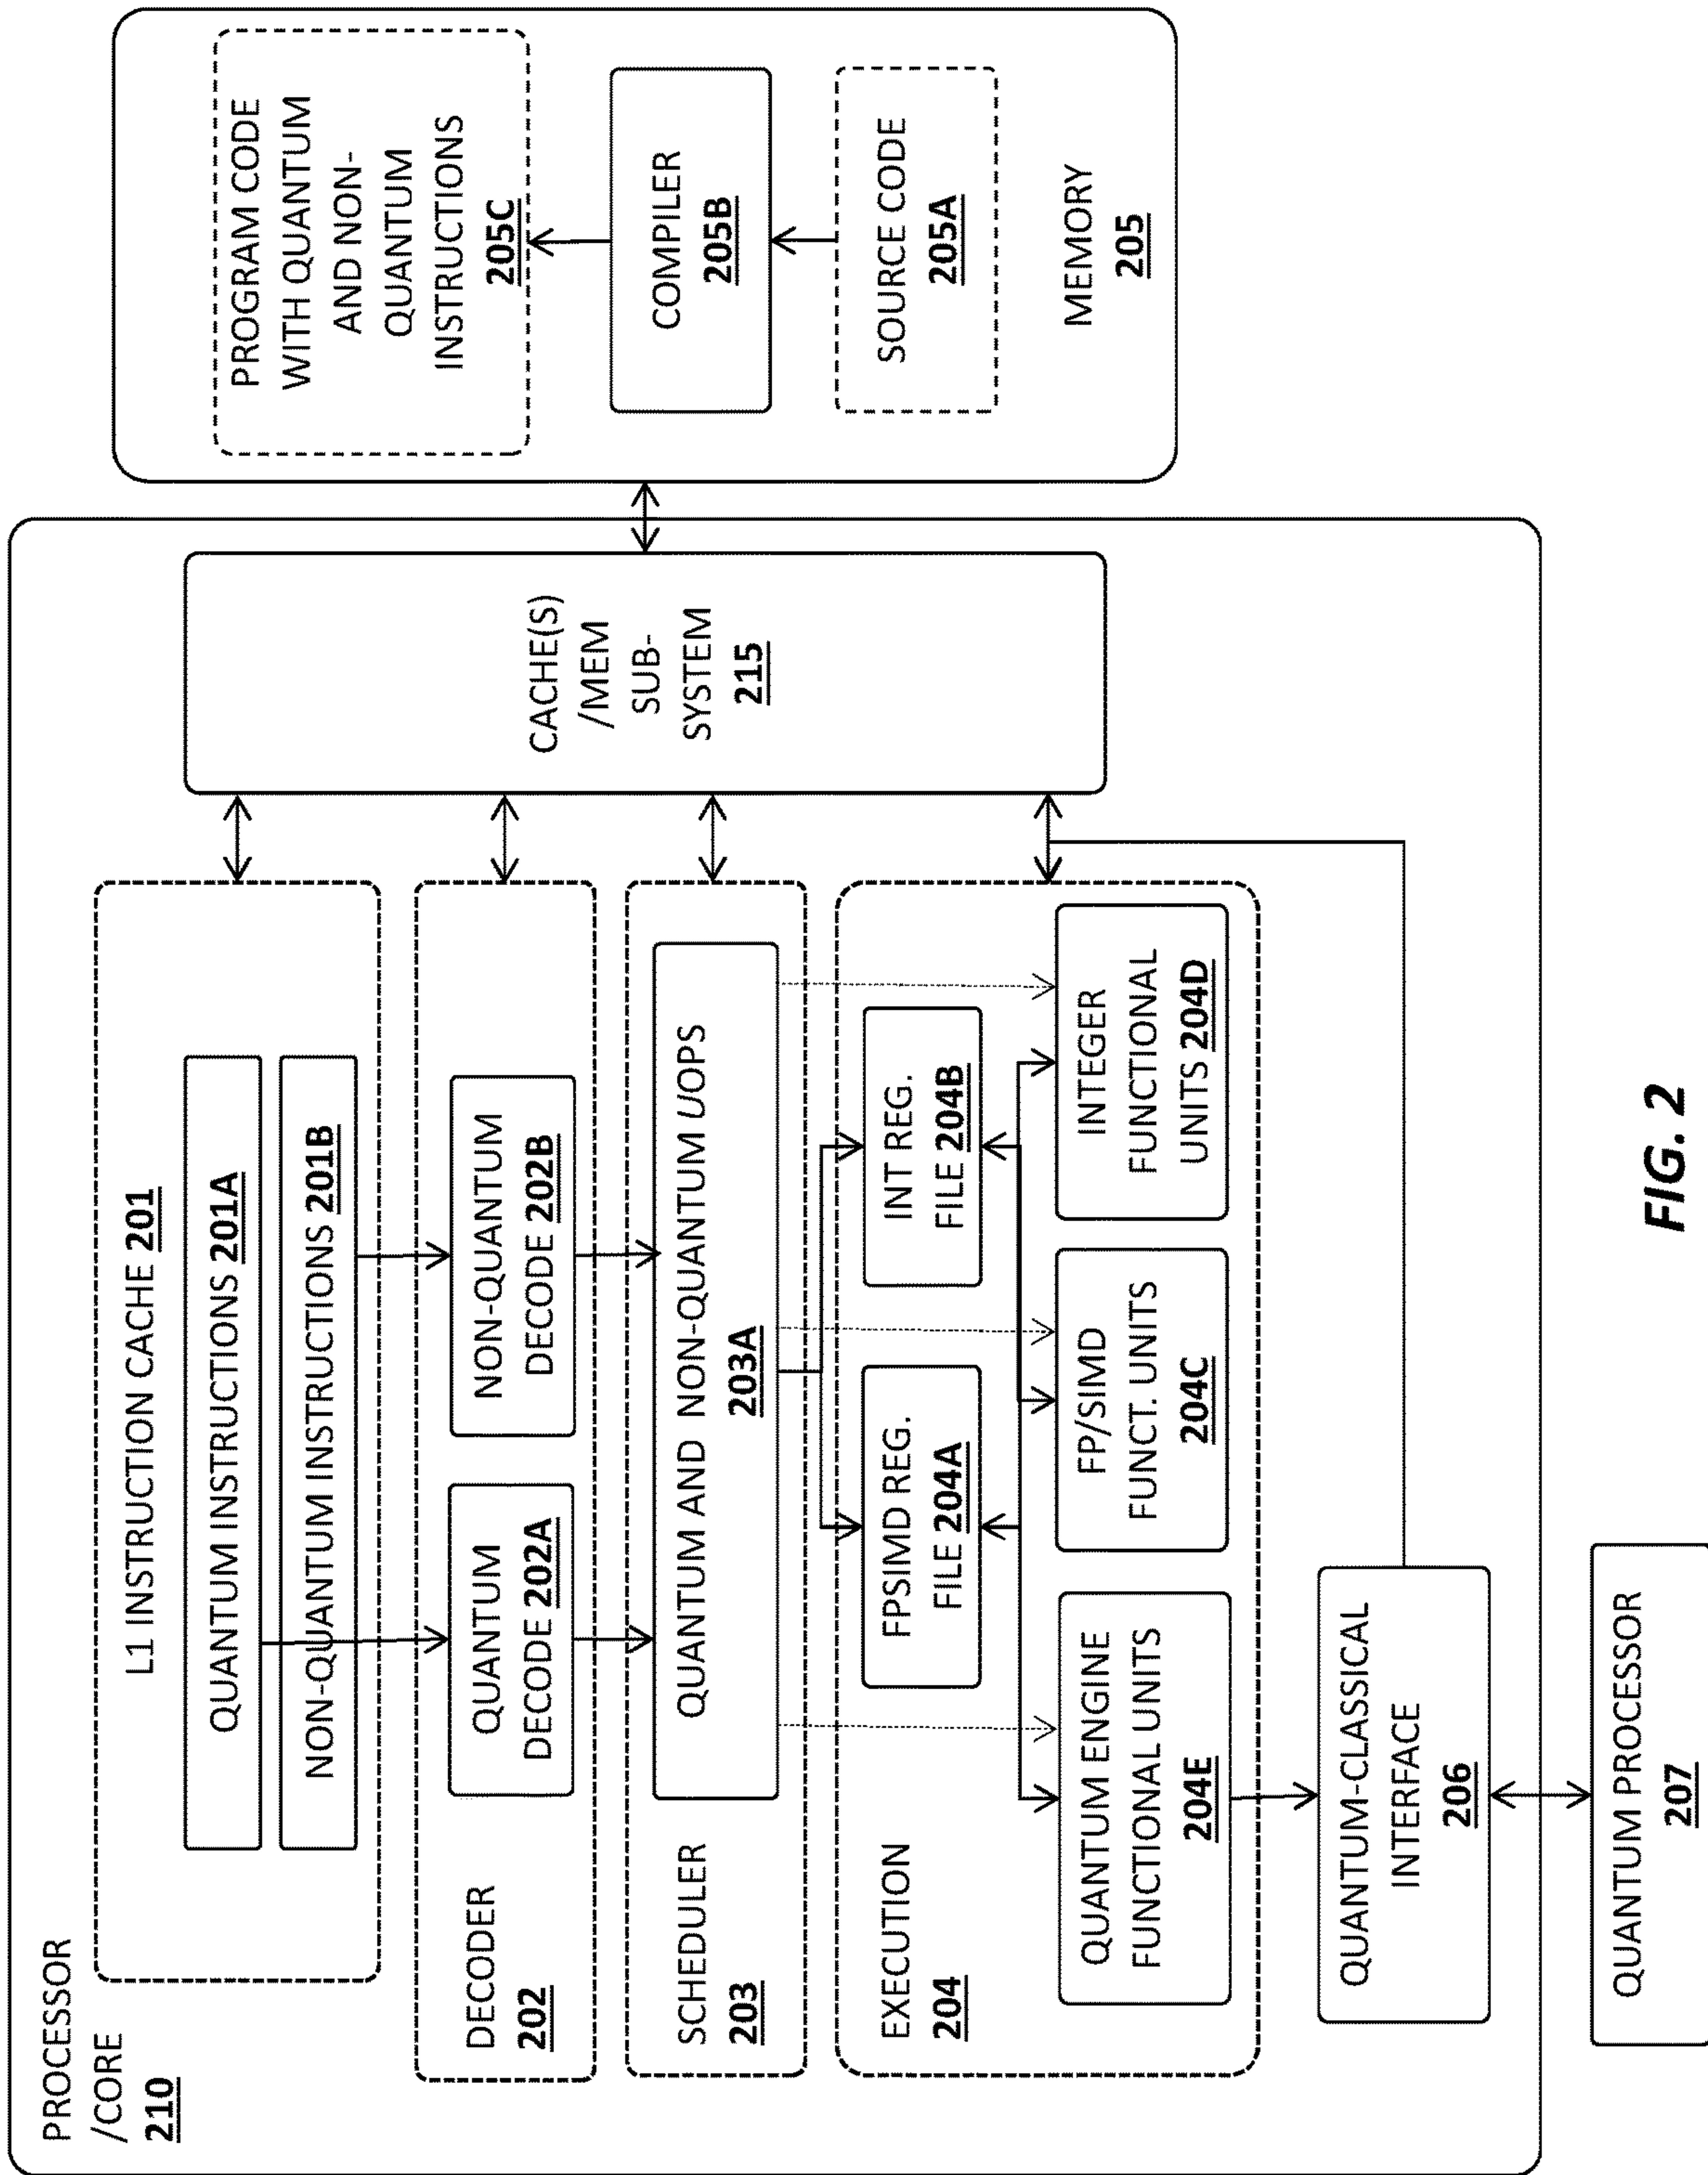 PROCESSOR
/CORE
210
L1 INSTRUCTION CACHE 201
QUANTUM INSTRUCTIONS 201A
NON-QUANTUM INSTRUCTIONS 201B
DECODER
202
QUANTUM
DECODE 202A
NON-QUANTUM
DECODE 202B
SCHEDULER
203
QUANTUM AND NON-QUANTUM UOPS
203A
EXECUTION
204
FPSIMD REG.
FILE 204A
INT REG.
FILE 204B
QUANTUM ENGINE
FUNCTIONAL UNITS
204E
FP/SIMD
FUNCT. UNITS
204C
INTEGER
FUNCTIONAL
UNITS 204D
QUANTUM-CLASSICAL
INTERFACE
206
QUANTUM PROCESSOR
207
CACHE(S)
/MEM
SUB-
SYSTEM
215
PROGRAM CODE
WITH QUANTUM
AND NON-
QUANTUM
INSTRUCTIONS
205C
COMPILER
205B
SOURCE CODE
205A
MEMORY
205
FIG. 2